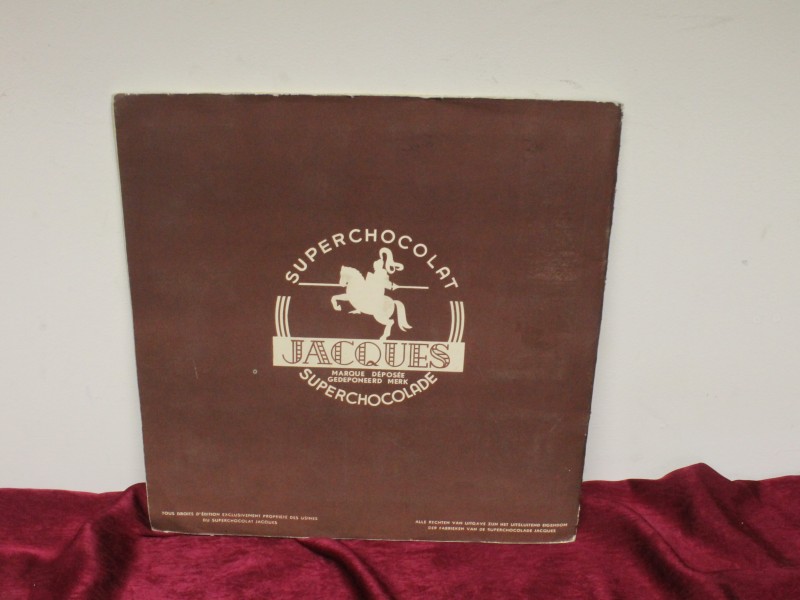 SUPERCHOCOLAT
JACQUES
MARQUE DÉPOSÉE
GEDEPONEERD MERK
SUPERCHOCOLADE
TOUS DROITS D'ÉDITION EXCLUSIVEMENT PROPRIÉTÉ DES USINES
DU SUPERCHOCOLAT JACQUES
ALLE RECHTEN VAN UITGAVE ZIJN HET UITSLUITEND EIGENDOM
DER FABRIEKEN VAN DE SUPERCHOCOLADE JACQUES